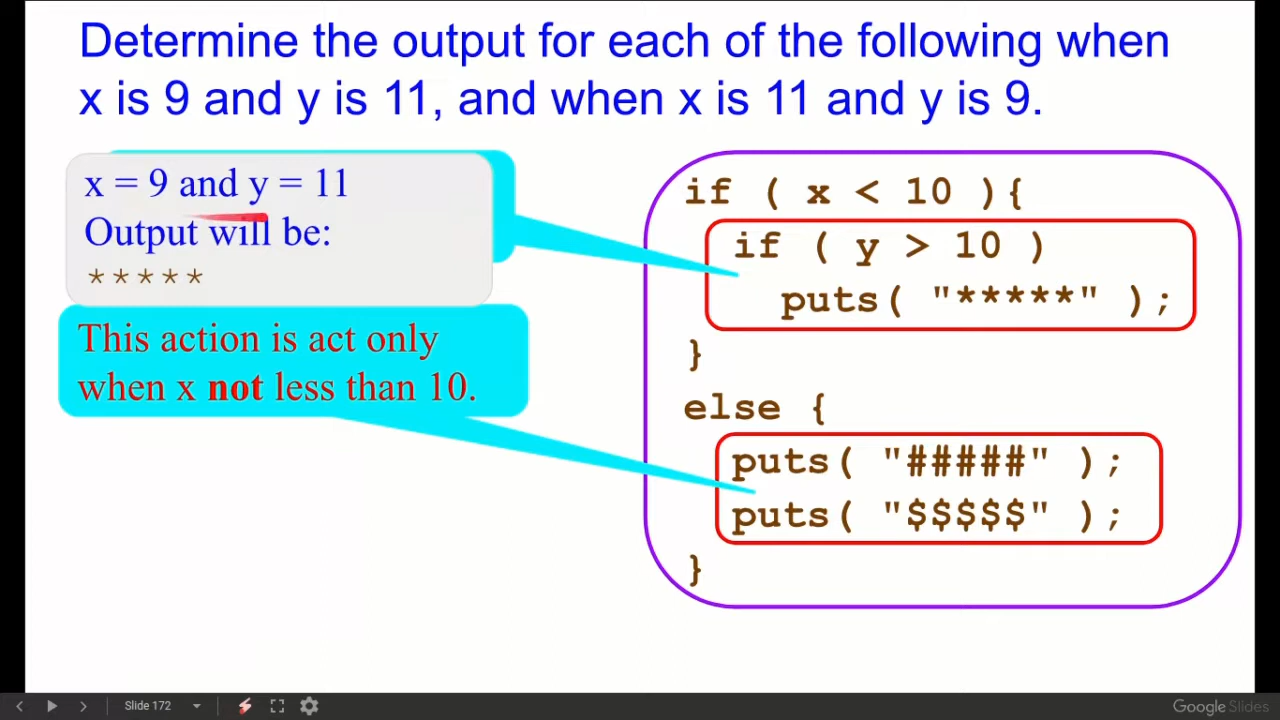 Determine the output for each of the following when
x is 9 and y is 11, and when x is 11 and y is 9.
x = 9 and y = 11
Output will be:
*****
This action is act only
when x not less than 10.
if ( x < 10 ){
if ( y > 10 )
puts( "*****" );
}
else {
puts( "#####" );
puts( "$$$$$" );
}
Slide 172
Google Slides